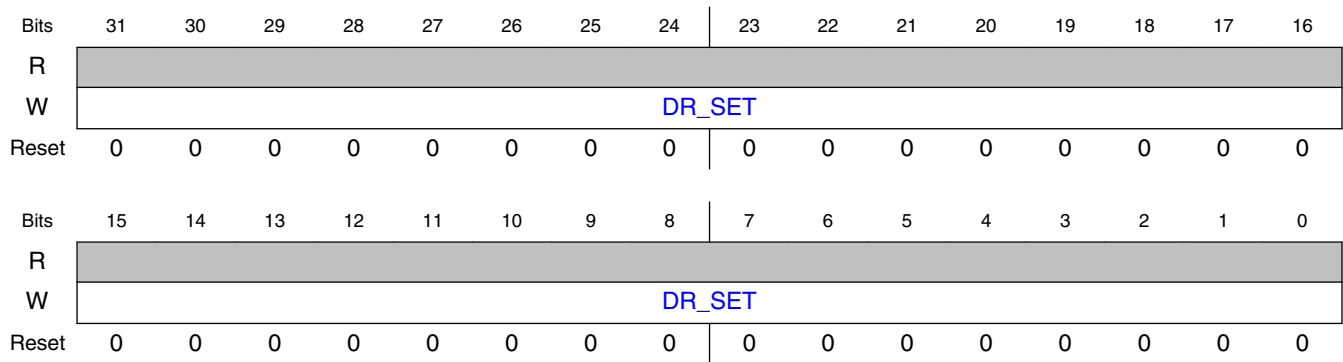 Bits 31 30 29 28 27 26 25 24 23 22 21 20 19 18 17 16
R
W DR_SET
Reset 0 0 0 0 0 0 0 0 0 0 0 0 0 0 0 0
Bits 15 14 13 12 11 10 9 8 7 6 5 4 3 2 1 0
R
W DR_SET
Reset 0 0 0 0 0 0 0 0 0 0 0 0 0 0 0 0